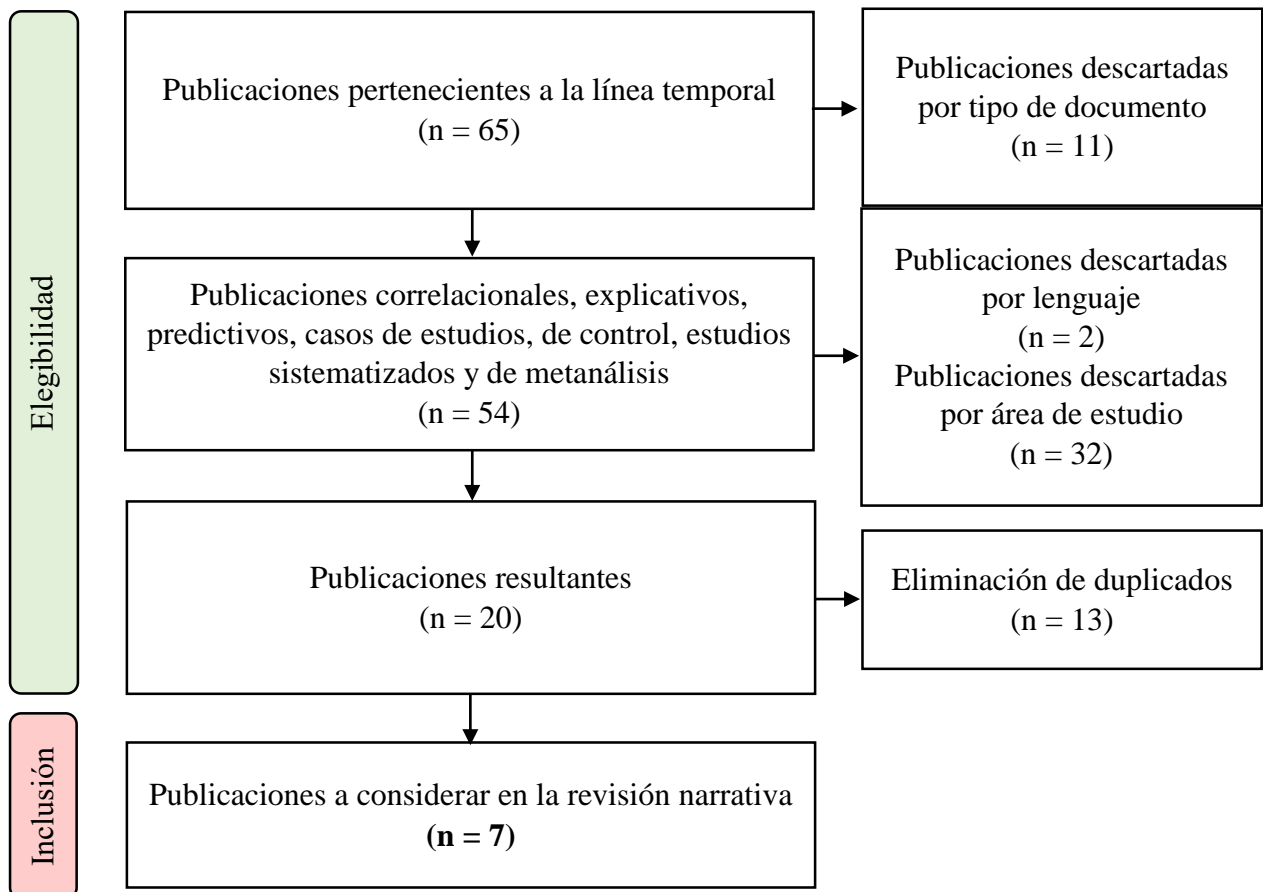 Elegibilidad
Publicaciones pertenecientes a la línea temporal
(n = 65)
Publicaciones descartadas
por tipo de documento
(n = 11)
Publicaciones correlacionales, explicativos,
predictivos, casos de estudios, de control, estudios
sistematizados y de metanálisis
(n = 54)
Publicaciones descartadas
por lenguaje
(n = 2)
Publicaciones descartadas
por área de estudio
(n = 32)
Publicaciones resultantes
(n = 20)
Eliminación de duplicados
(n = 13)
Inclusión
Publicaciones a considerar en la revisión narrativa
(n = 7)